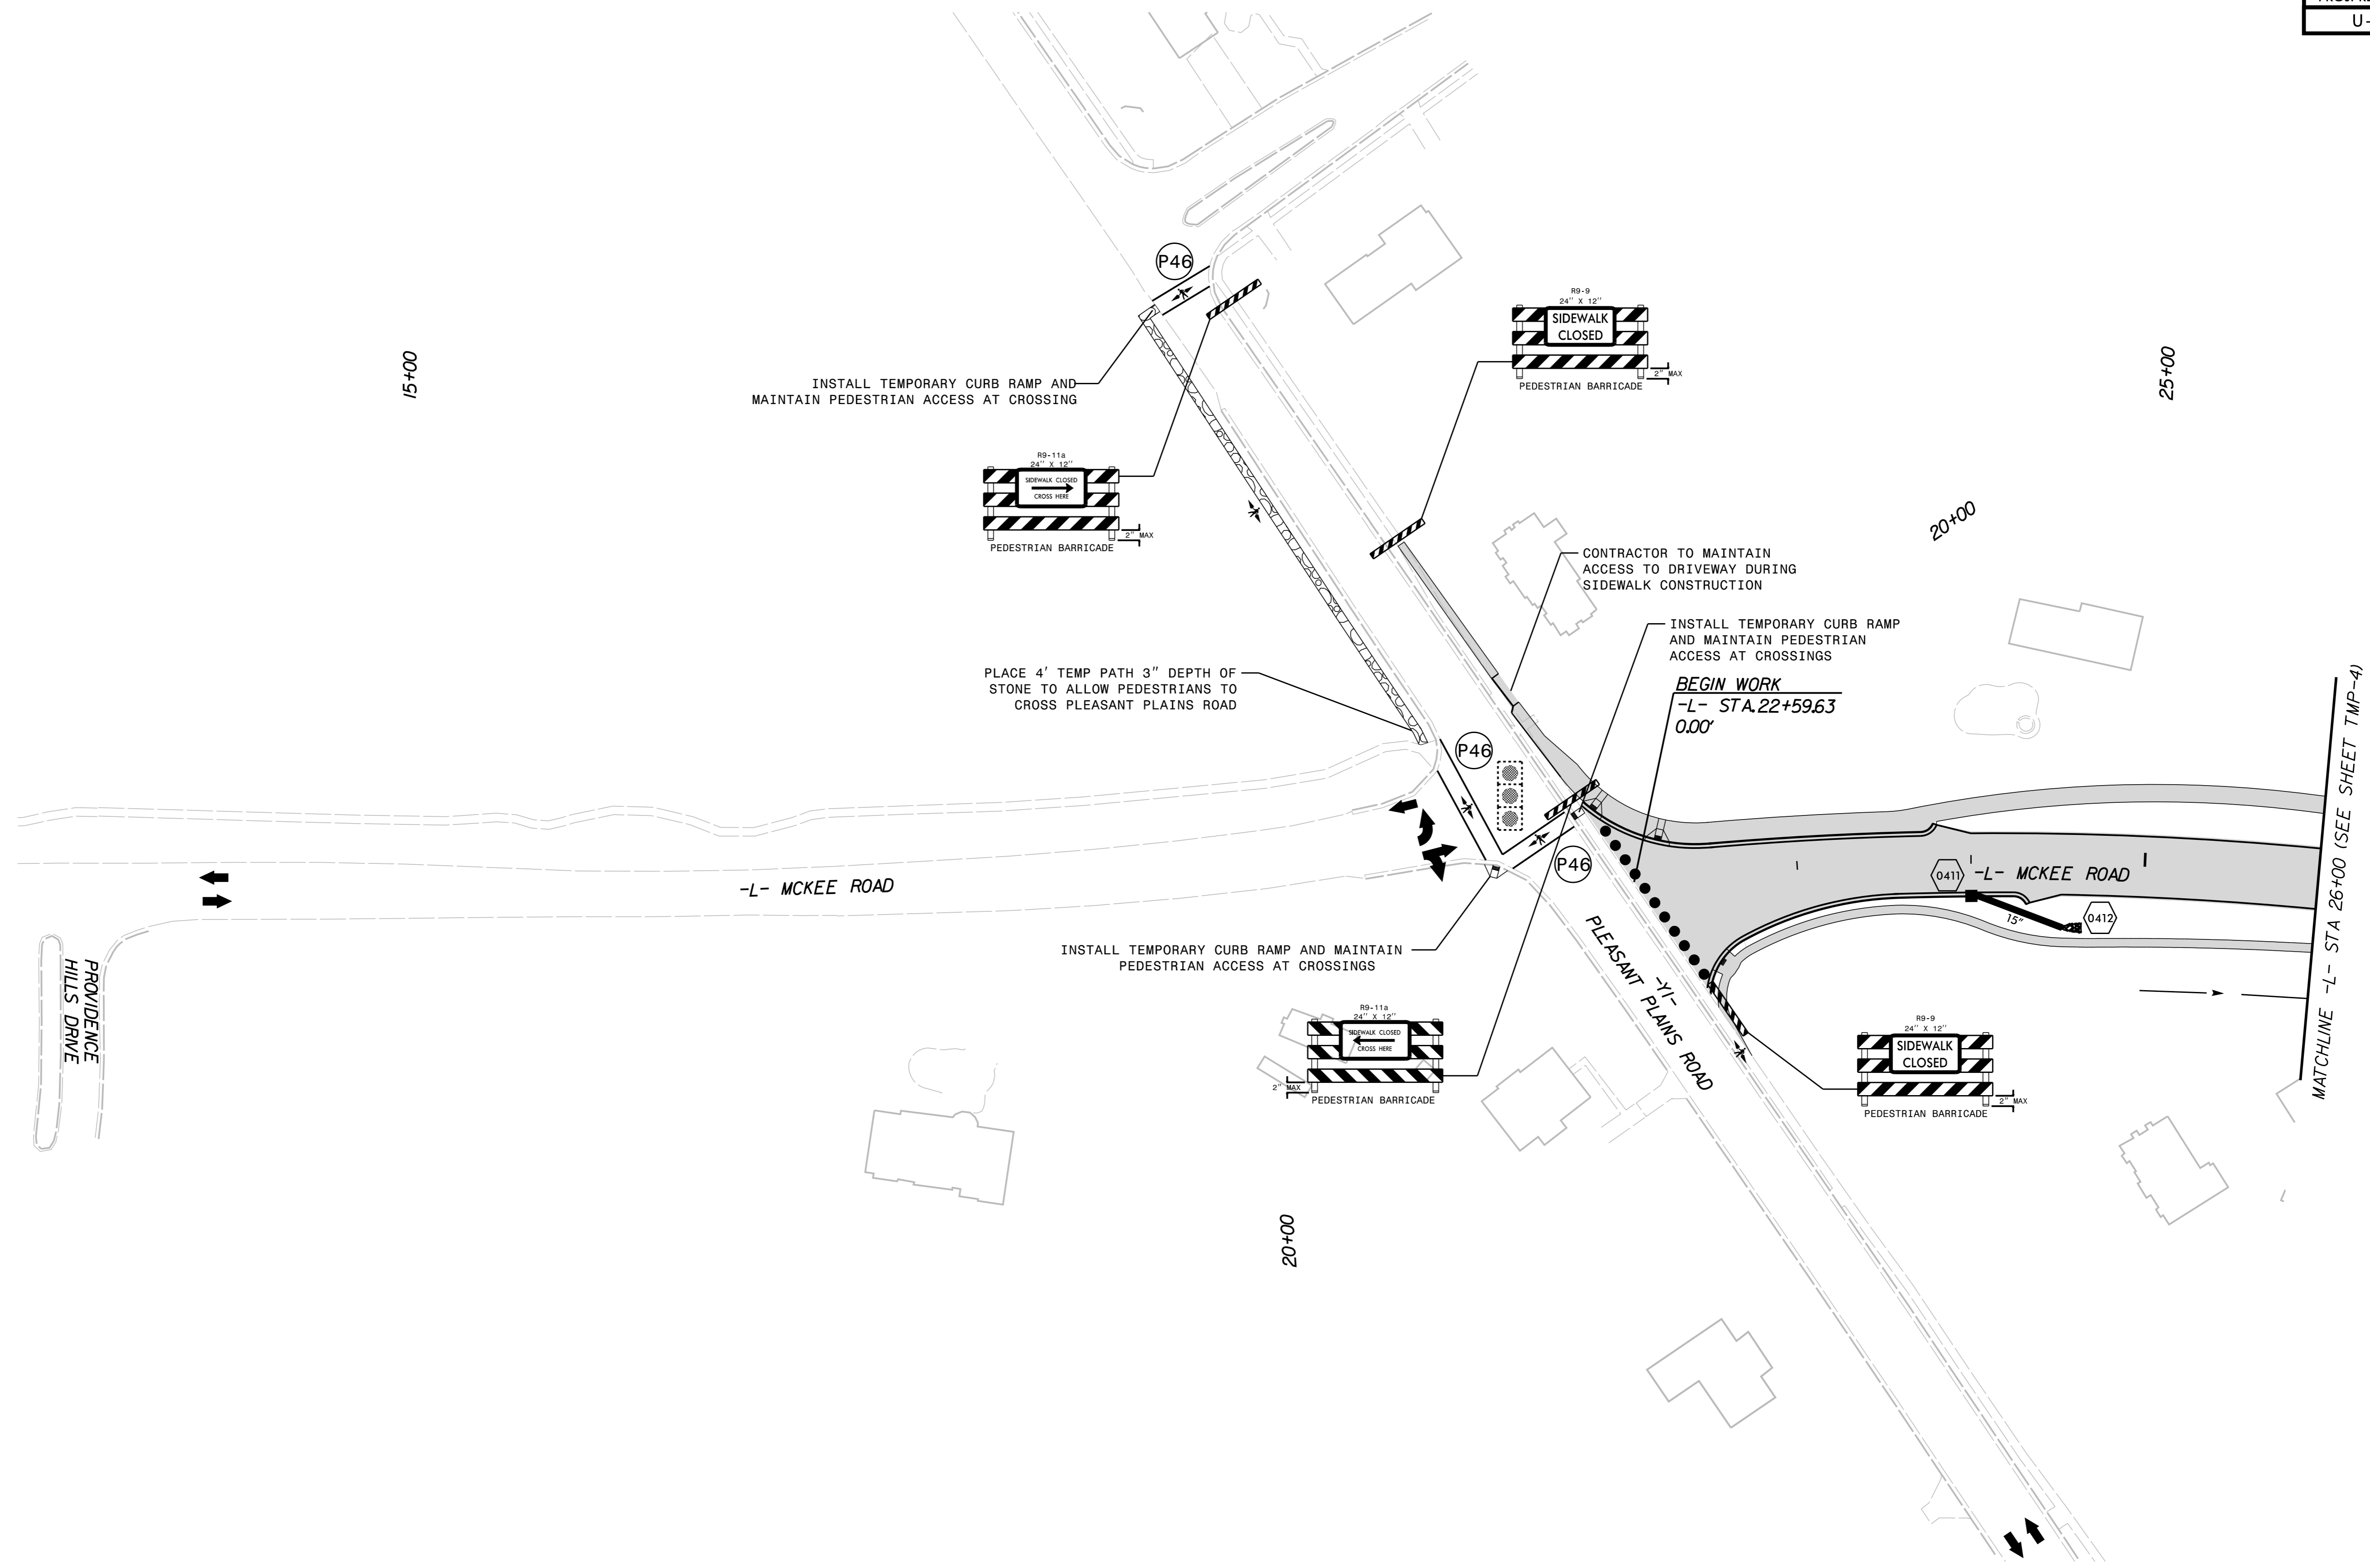 U-
P46
R9-9
24" X 12"
SIDEWALK
CLOSED
2" MAX
PEDESTRIAN BARRICADE
15+00
25+00
INSTALL TEMPORARY CURB RAMP AND
MAINTAIN PEDESTRIAN ACCESS AT CROSSING
R9-11a
24" X 12"
SIDEWALK CLOSED
CROSS HERE
2" MAX
PEDESTRIAN BARRICADE
20+00
CONTRACTOR TO MAINTAIN
ACCESS TO DRIVEWAY DURING
SIDEWALK CONSTRUCTION
INSTALL TEMPORARY CURB RAMP
AND MAINTAIN PEDESTRIAN
ACCESS AT CROSSINGS
PLACE 4' TEMP PATH 3" DEPTH OF
STONE TO ALLOW PEDESTRIANS TO
CROSS PLEASANT PLAINS ROAD
BEGIN WORK
-L- STA.22+59.63
0.00'
MATCHLINE -L- STA 26+00 (SEE SHEET TMP-4)
P46
P46
-L- MCKEE ROAD
0411
-L- MCKEE ROAD
15"
0412
INSTALL TEMPORARY CURB RAMP AND MAINTAIN
PEDESTRIAN ACCESS AT CROSSINGS
PROVIDENCE
HILLS DRIVE
-Y1-
PLEASANT PLAINS ROAD
R9-11a
24" X 12"
SIDEWALK CLOSED
CROSS HERE
2" MAX
PEDESTRIAN BARRICADE
R9-9
24" X 12"
SIDEWALK
CLOSED
2" MAX
PEDESTRIAN BARRICADE
20+00